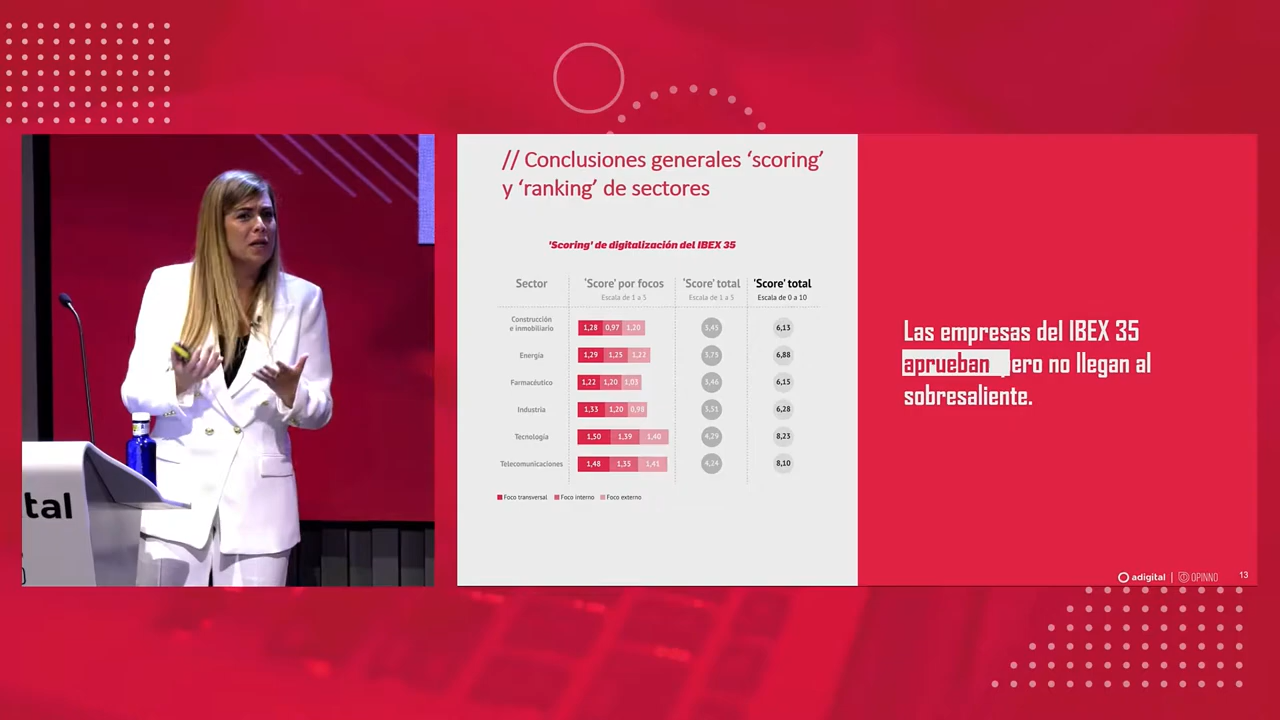 // Conclusiones generales ‘scoring’
y ‘ranking’ de sectores
'Scoring' de digitalización del IBEX 35
Sector
‘Score’ por focos
Escala de 1 a 5
‘Score’ total
Escala de 1 a 5
‘Score’ total
Escala de 0 a 10
Construcción
e inmobiliario
1,28 0,97 1,20 3,45 6,13
Energía 1,29 1,25 1,22 3,75 6,88
Farmacéutico 1,22 1,20 1,03 3,46 6,15
Industria 1,33 1,20 0,98 3,51 6,28
Tecnología 1,50 1,39 1,40 4,29 8,23
Telecomunicaciones 1,48 1,35 1,41 4,24 8,10
Foco transversal Foco interno Foco externo
Las empresas del IBEX 35
aprueban ero no llegan al
sobresaliente.
adigital | OPINNO 13
tal